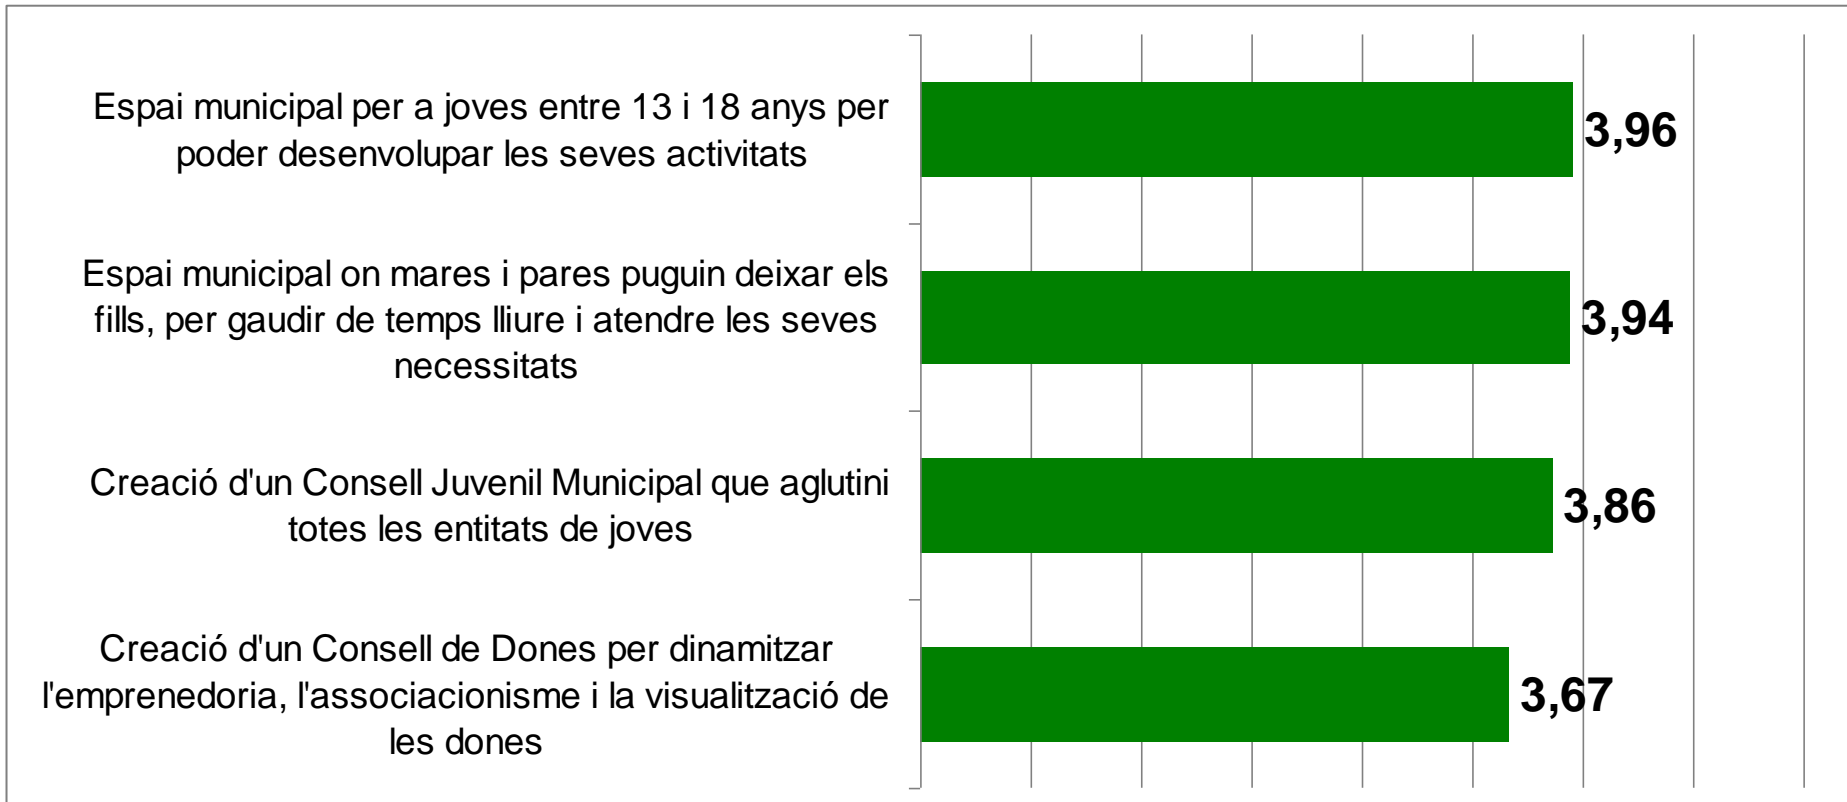 Espai municipal per a joves entre 13 i 18 anys per
poder desenvolupar les seves activitats
3,96
Espai municipal on mares i pares puguin deixar els
fills, per gaudir de temps lliure i atendre les seves
necessitats
3,94
Creació d'un Consell Juvenil Municipal que aglutini
totes les entitats de joves
3,86
Creació d'un Consell de Dones per dinamitzar
l'emprenedoria, l'associacionisme i la visualització de
les dones
3,67